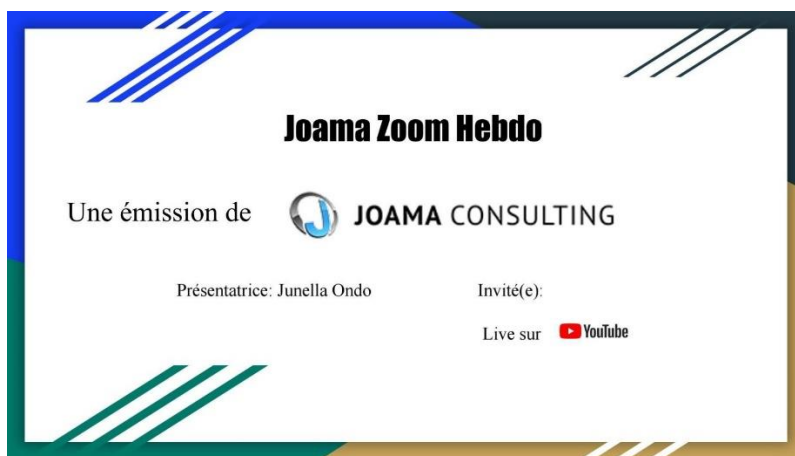 Joama Zoom Hebdo
Une émission de JOAMA CONSULTING
Présentatrice: Junella Ondo
Invité(e):
Live sur YouTube